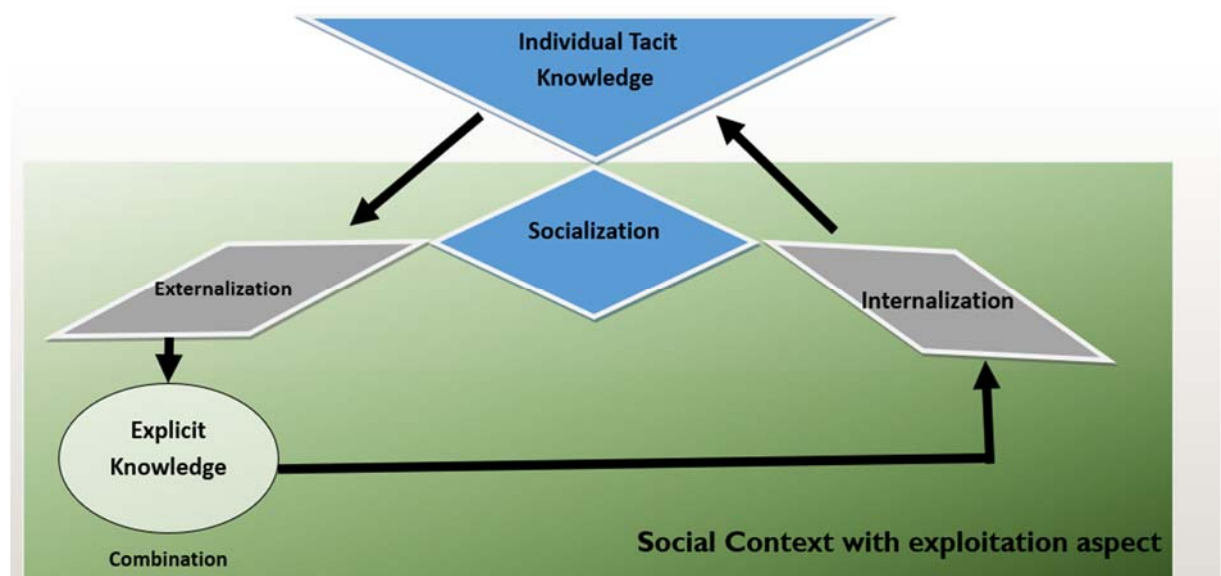 Individual Tacit
Knowledge
Socialization
Externalization
Internalization
Explicit
Knowledge
Combination
Social Context with exploitation aspect